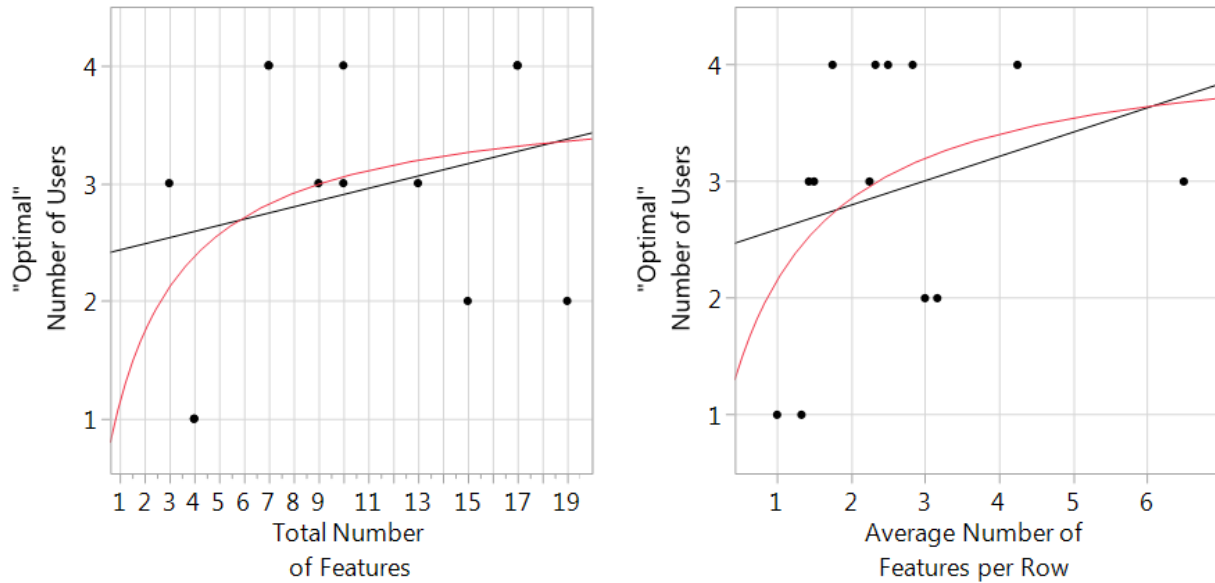 "Optimal"
Number of Users
4
3
2
1
1 2 3 4 5 6 7 8 9 11 13 15 17 19
Total Number
of Features
"Optimal"
Number of Users
4
3
2
1
1 2 3 4 5 6
Average Number of
Features per Row